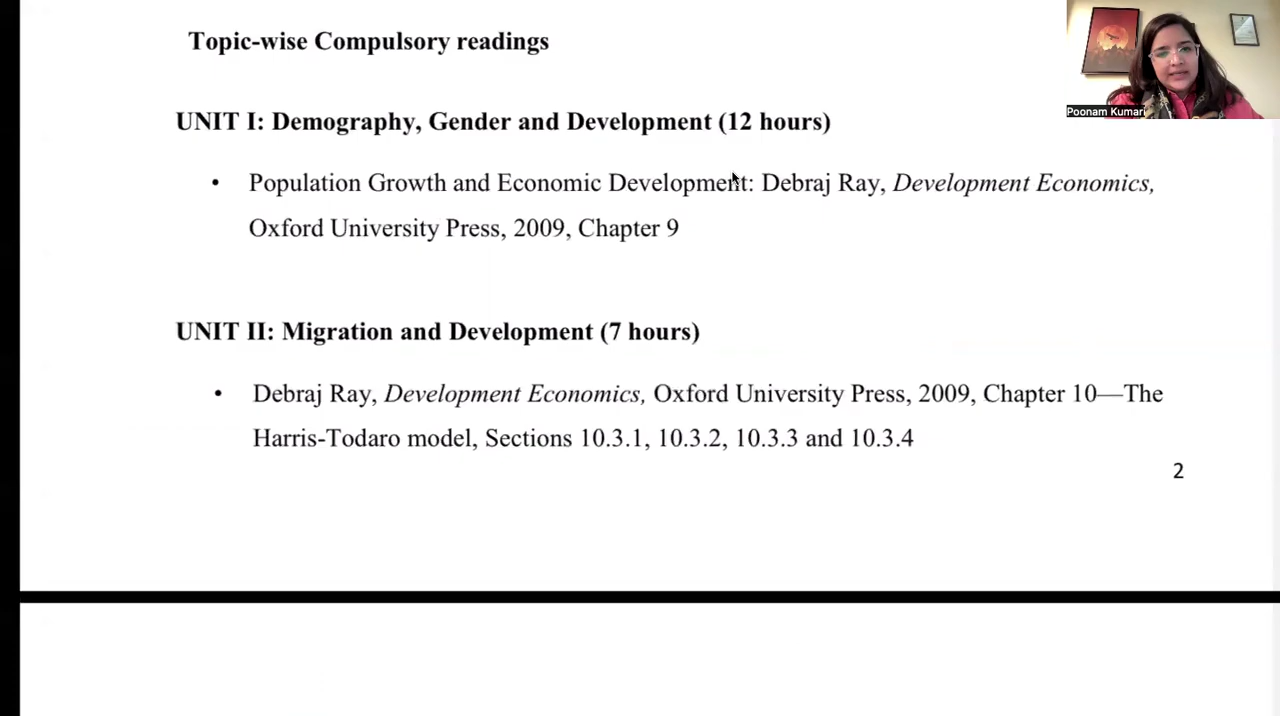 Topic-wise Compulsory readings
Poonam Kumari
UNIT I: Demography, Gender and Development (12 hours)
• Population Growth and Economic Development: Debraj Ray, Development Economics,
Oxford University Press, 2009, Chapter 9
UNIT II: Migration and Development (7 hours)
• Debraj Ray, Development Economics, Oxford University Press, 2009, Chapter 10—The
Harris-Todaro model, Sections 10.3.1, 10.3.2, 10.3.3 and 10.3.4
2